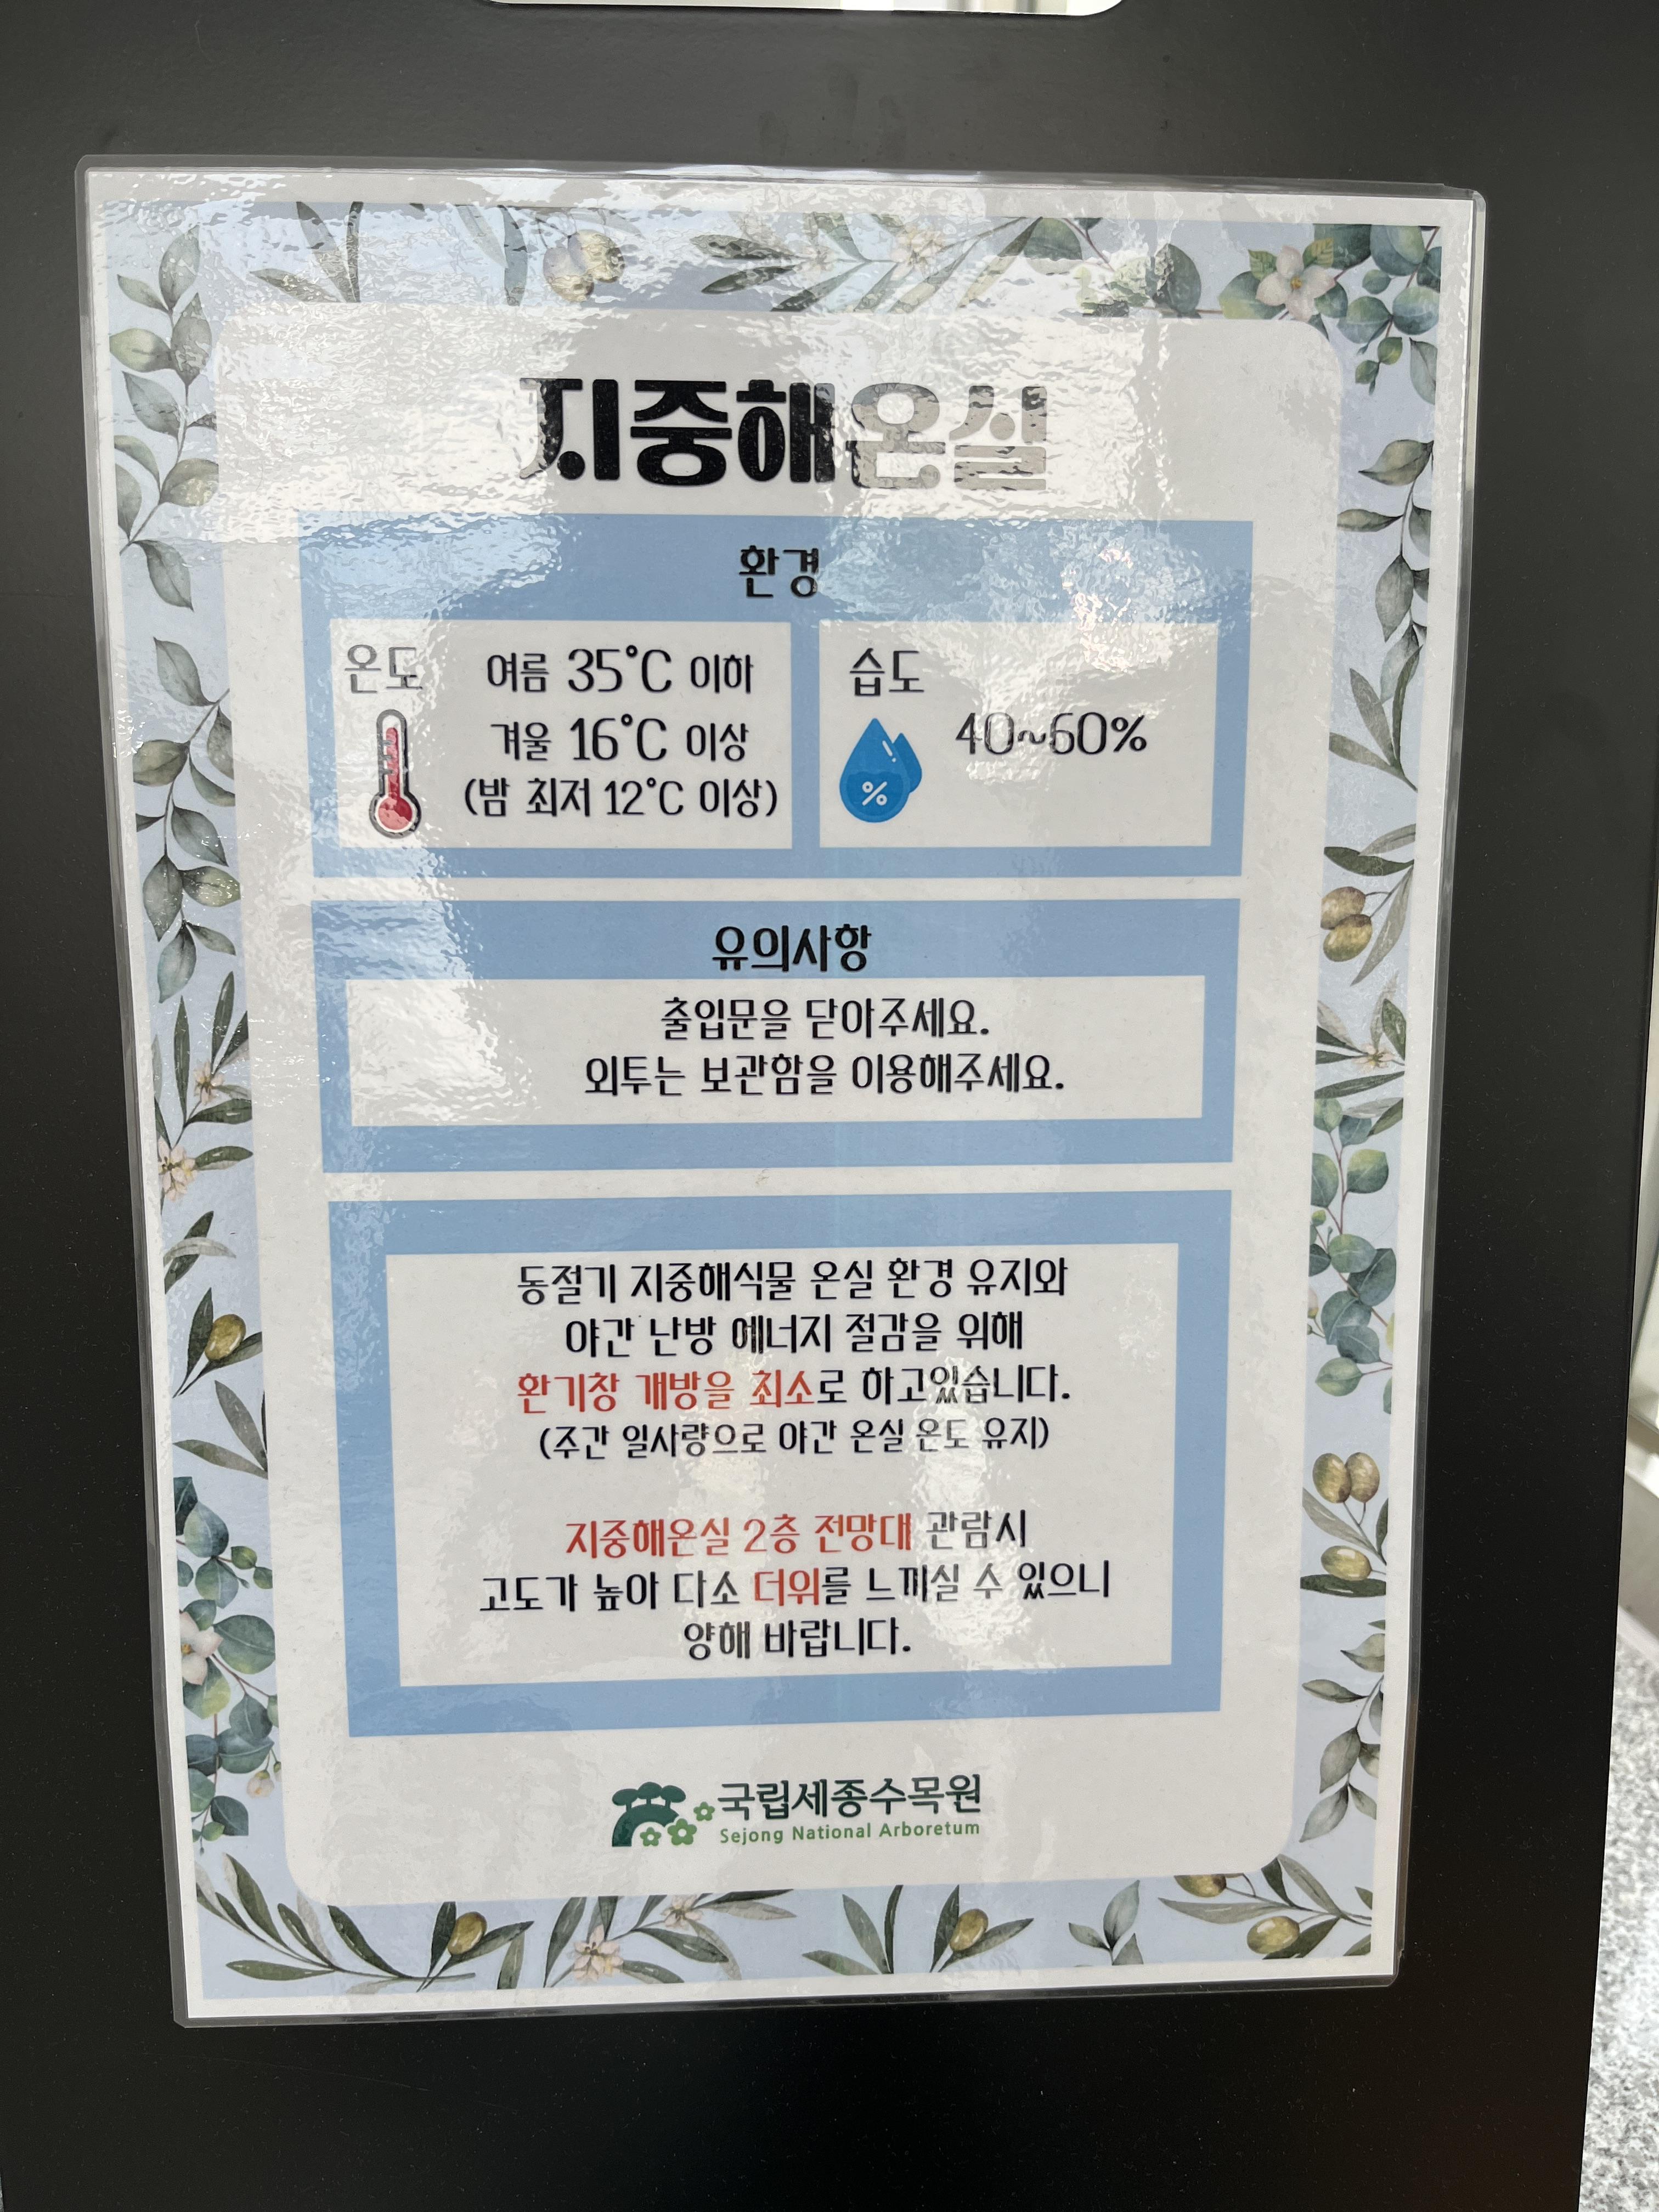 지중해온실
환경
온도
여름 35°C 이하
겨울 16°C 이상
(밤 최저 12°C 이상)
습도
40~60%
%
유의사항
출입문을 닫아주세요.
외투는 보관함을 이용해주세요.
동절기 지중해식물 온실 환경 유지와
야간 난방 에너지 절감을 위해
환기창 개방을 최소로 하고있습니다.
(주간 일사량으로 야간 온실 온도 유지)
지중해온실 2층 전망대 관람시
고도가 높아 다소 더위를 느끼실 수 있으니
양해 바랍니다.
국립세종수목원
Sejong National Arboretum